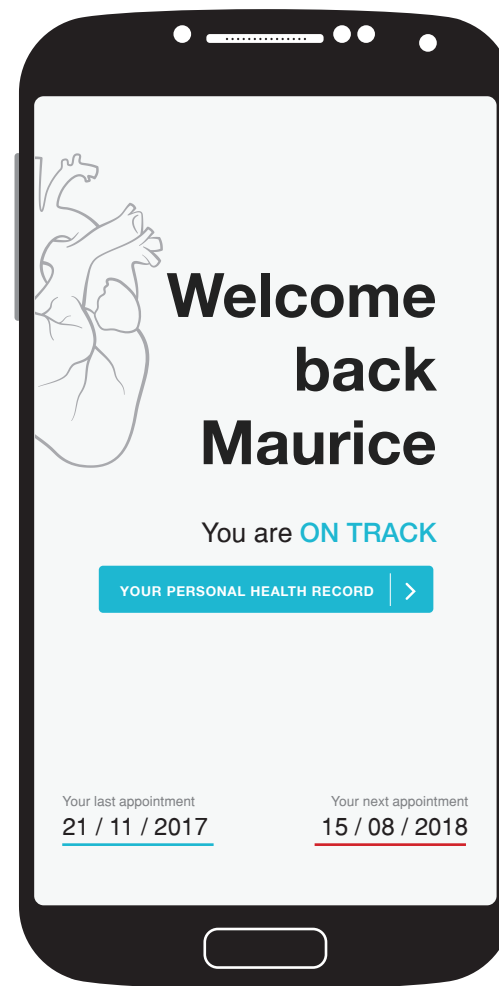 Welcome
back
Maurice
You are ON TRACK
YOUR PERSONAL HEALTH RECORD
Your last appointment
21 / 11 / 2017
Your next appointment
15 / 08 / 2018